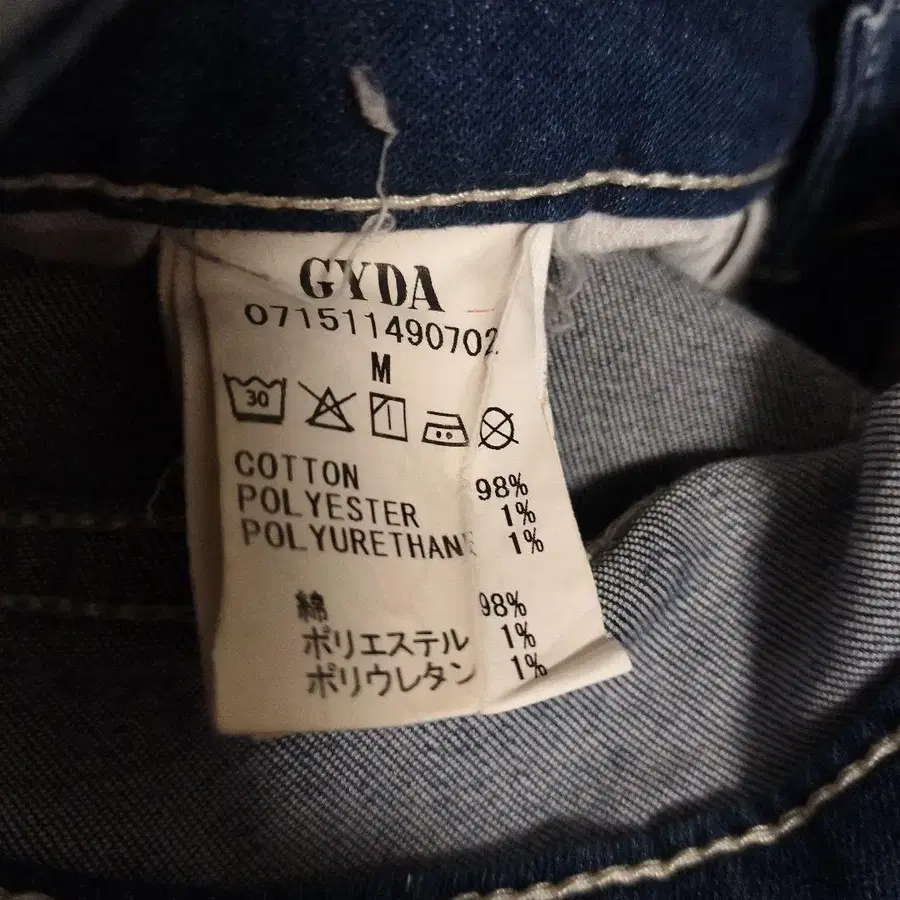 GYDA
071511490702
M
30
COTTON 98%
POLYESTER 1%
POLYURETHANE 1%
綿 98%
ポリエステル 1%
ポリウレタン 1%